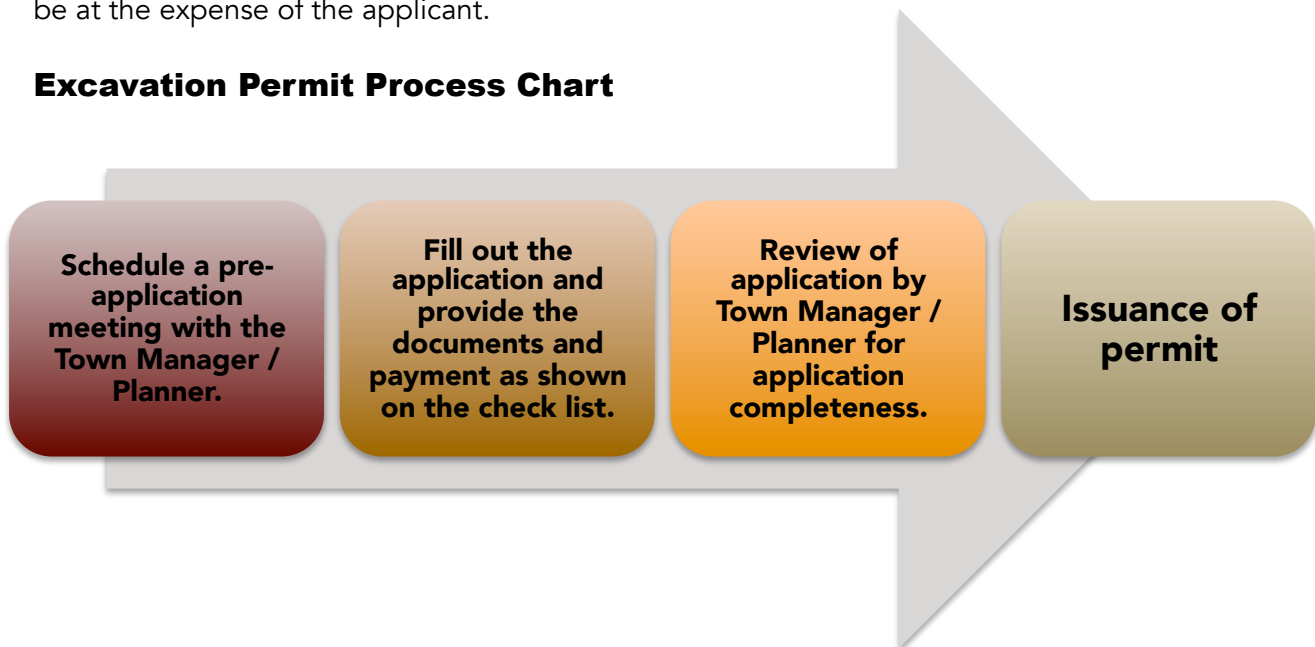 be at the expense of the applicant.
Excavation Permit Process Chart
Schedule a pre-
application
meeting with the
Town Manager /
Planner.
Fill out the
application and
provide the
documents and
payment as shown
on the check list.
Review of
application by
Town Manager /
Planner for
application
completeness.
Issuance of
permit